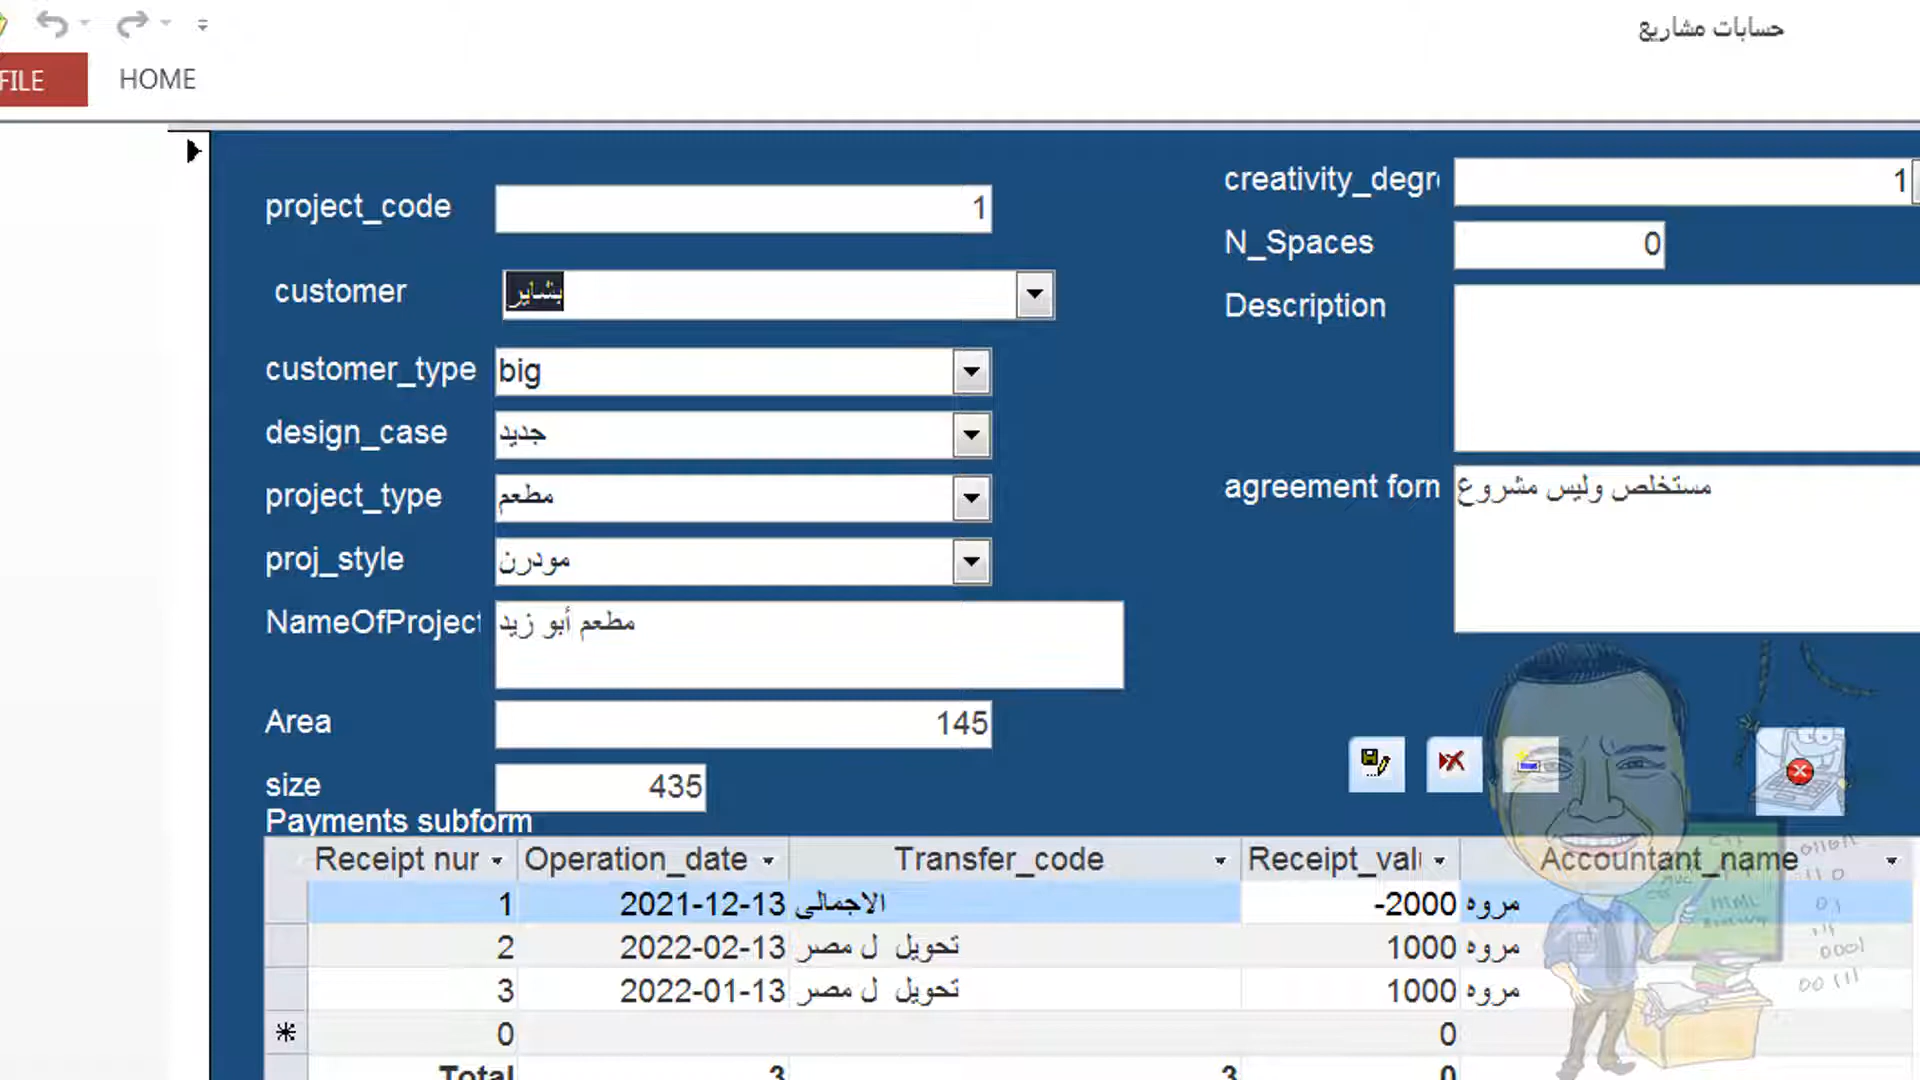 حسابات مشاريع
FILE HOME
project_code 1
customer بشاير
customer_type big
design_case جديد
project_type مطعم
proj_style مودرن
NameOfProject مطعم أبو زيد
Area 145
size 435
creativity_degr 1
N_Spaces 0
Description
agreement form مستخلص وليس مشروع
Payments subform
Receipt nur Operation_date Transfer_code Receipt_valu Accountant_name
1 2021-12-13 الاجمالى -2000 مروه
2 2022-02-13 تحويل ل مصر 1000 مروه
3 2022-01-13 تحويل ل مصر 1000 مروه
0 0
Total 3 3 0
HTML